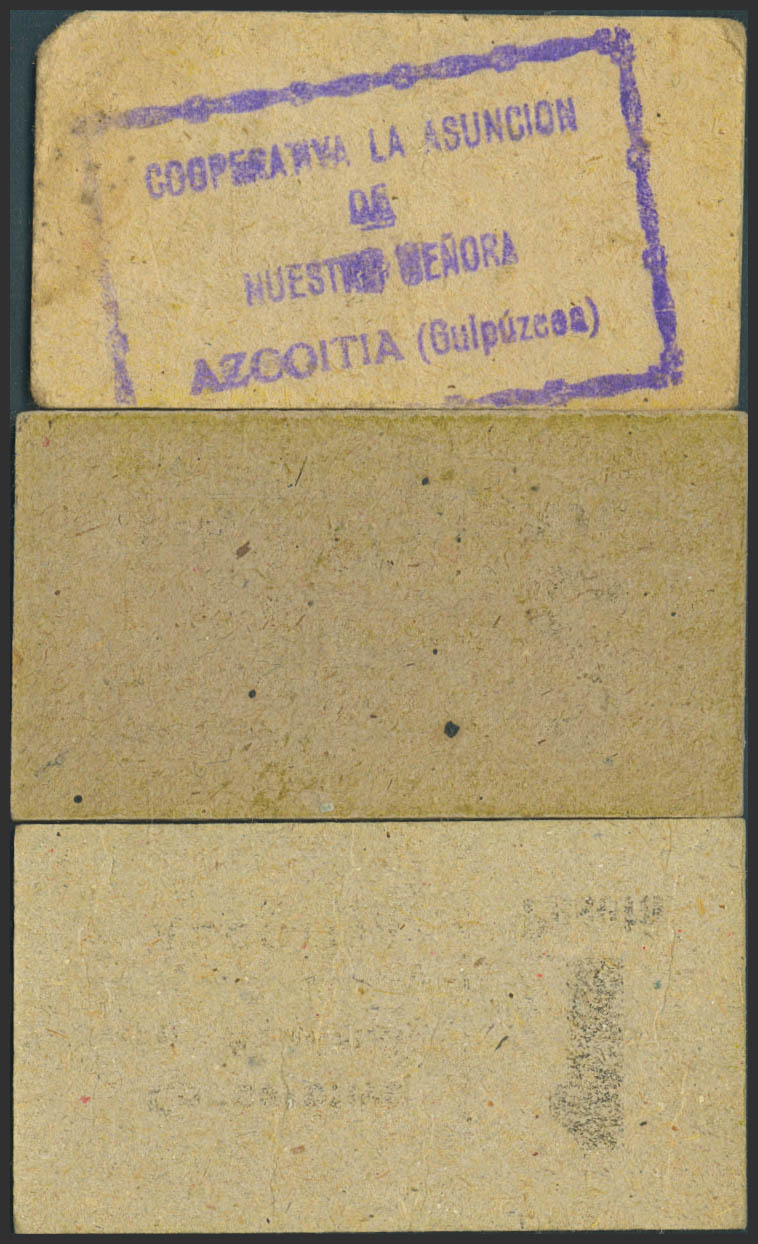 COOPERATIVA LA ASUNCION
DE
NUESTRA SEÑORA
AZCOITIA (Guipúzcoa)